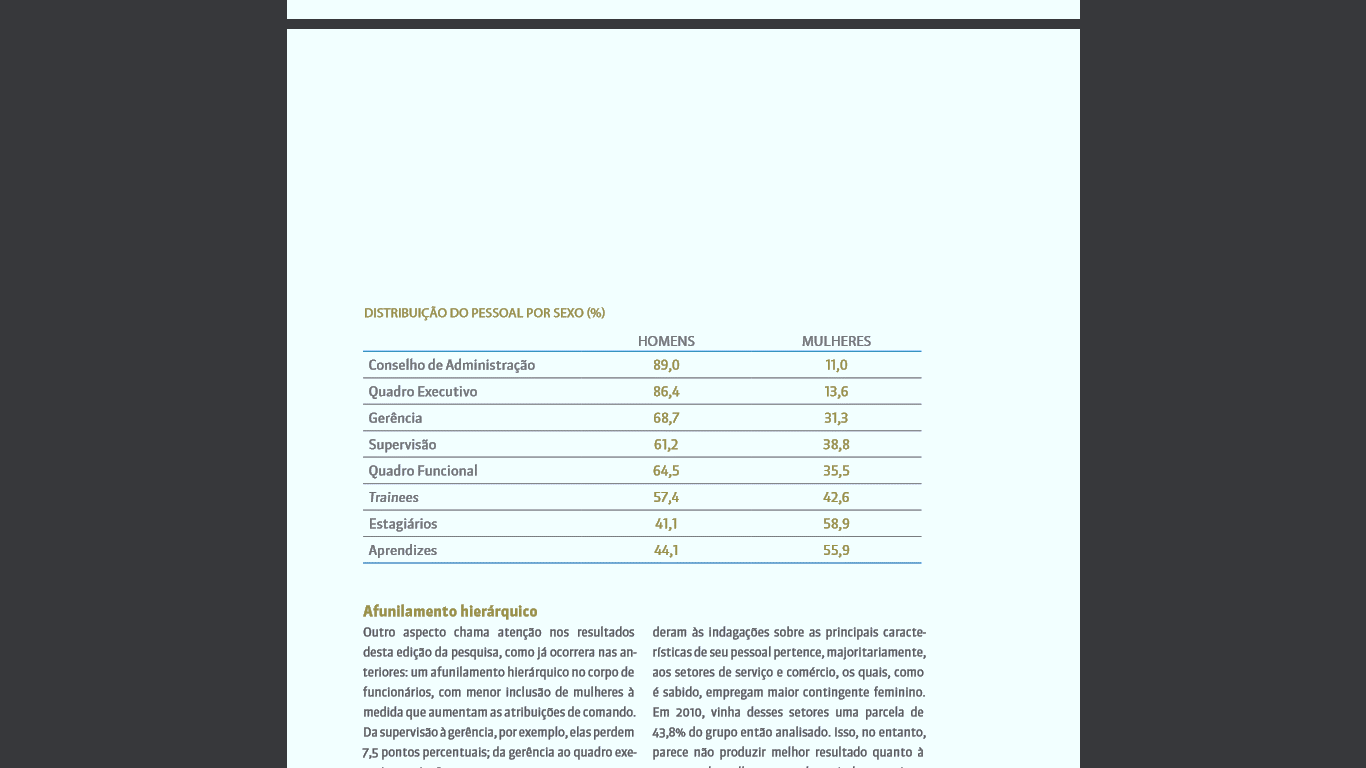 DISTRIBUIÇÃO DO PESSOAL POR SEXO (%)
HOMENS MULHERES
Conselho de Administração 89,0 11,0
Quadro Executivo 86,4 13,6
Gerência 68,7 31,3
Supervisão 61,2 38,8
Quadro Funcional 64,5 35,5
Trainees 57,4 42,6
Estagiários 41,1 58,9
Aprendizes 44,1 55,9
Afunilamento hierárquico
Outro aspecto chama atenção nos resultados
desta edição da pesquisa, como já ocorrera nas an-
teriores: um afunilamento hierárquico no corpo de
funcionários, com menor inclusão de mulheres à
medida que aumentam as atribuições de comando.
Da supervisão à gerência, por exemplo, elas perdem
7,5 pontos percentuais; da gerência ao quadro exe-
deram às indagações sobre as principais caracte-
rísticas de seu pessoal pertence, majoritariamente,
aos setores de serviço e comércio, os quais, como
é sabido, empregam maior contingente feminino.
Em 2010, vinha desses setores uma parcela de
43,8% do grupo então analisado. Isso, no entanto,
parece não produzir melhor resultado quanto à